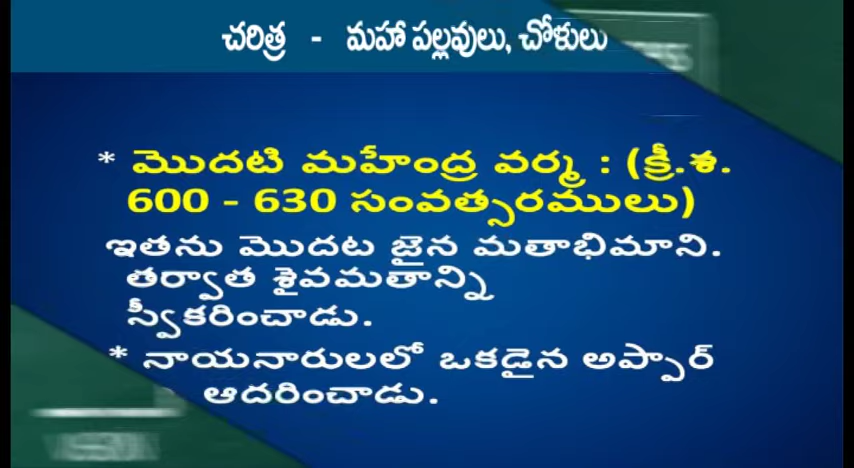 చరిత్ర - మహా పల్లవులు, చోళులు
* మొదటి మహేంద్ర వర్మ : (క్రీ.శ.
600 - 630 సంవత్సరములు)
ఇతను మొదట జైన మతాభిమాని.
తర్వాత శైవమతాన్ని
స్వీకరించాడు.
* నాయనారులలో ఒకడైన అప్పార్
ఆదరించాడు.